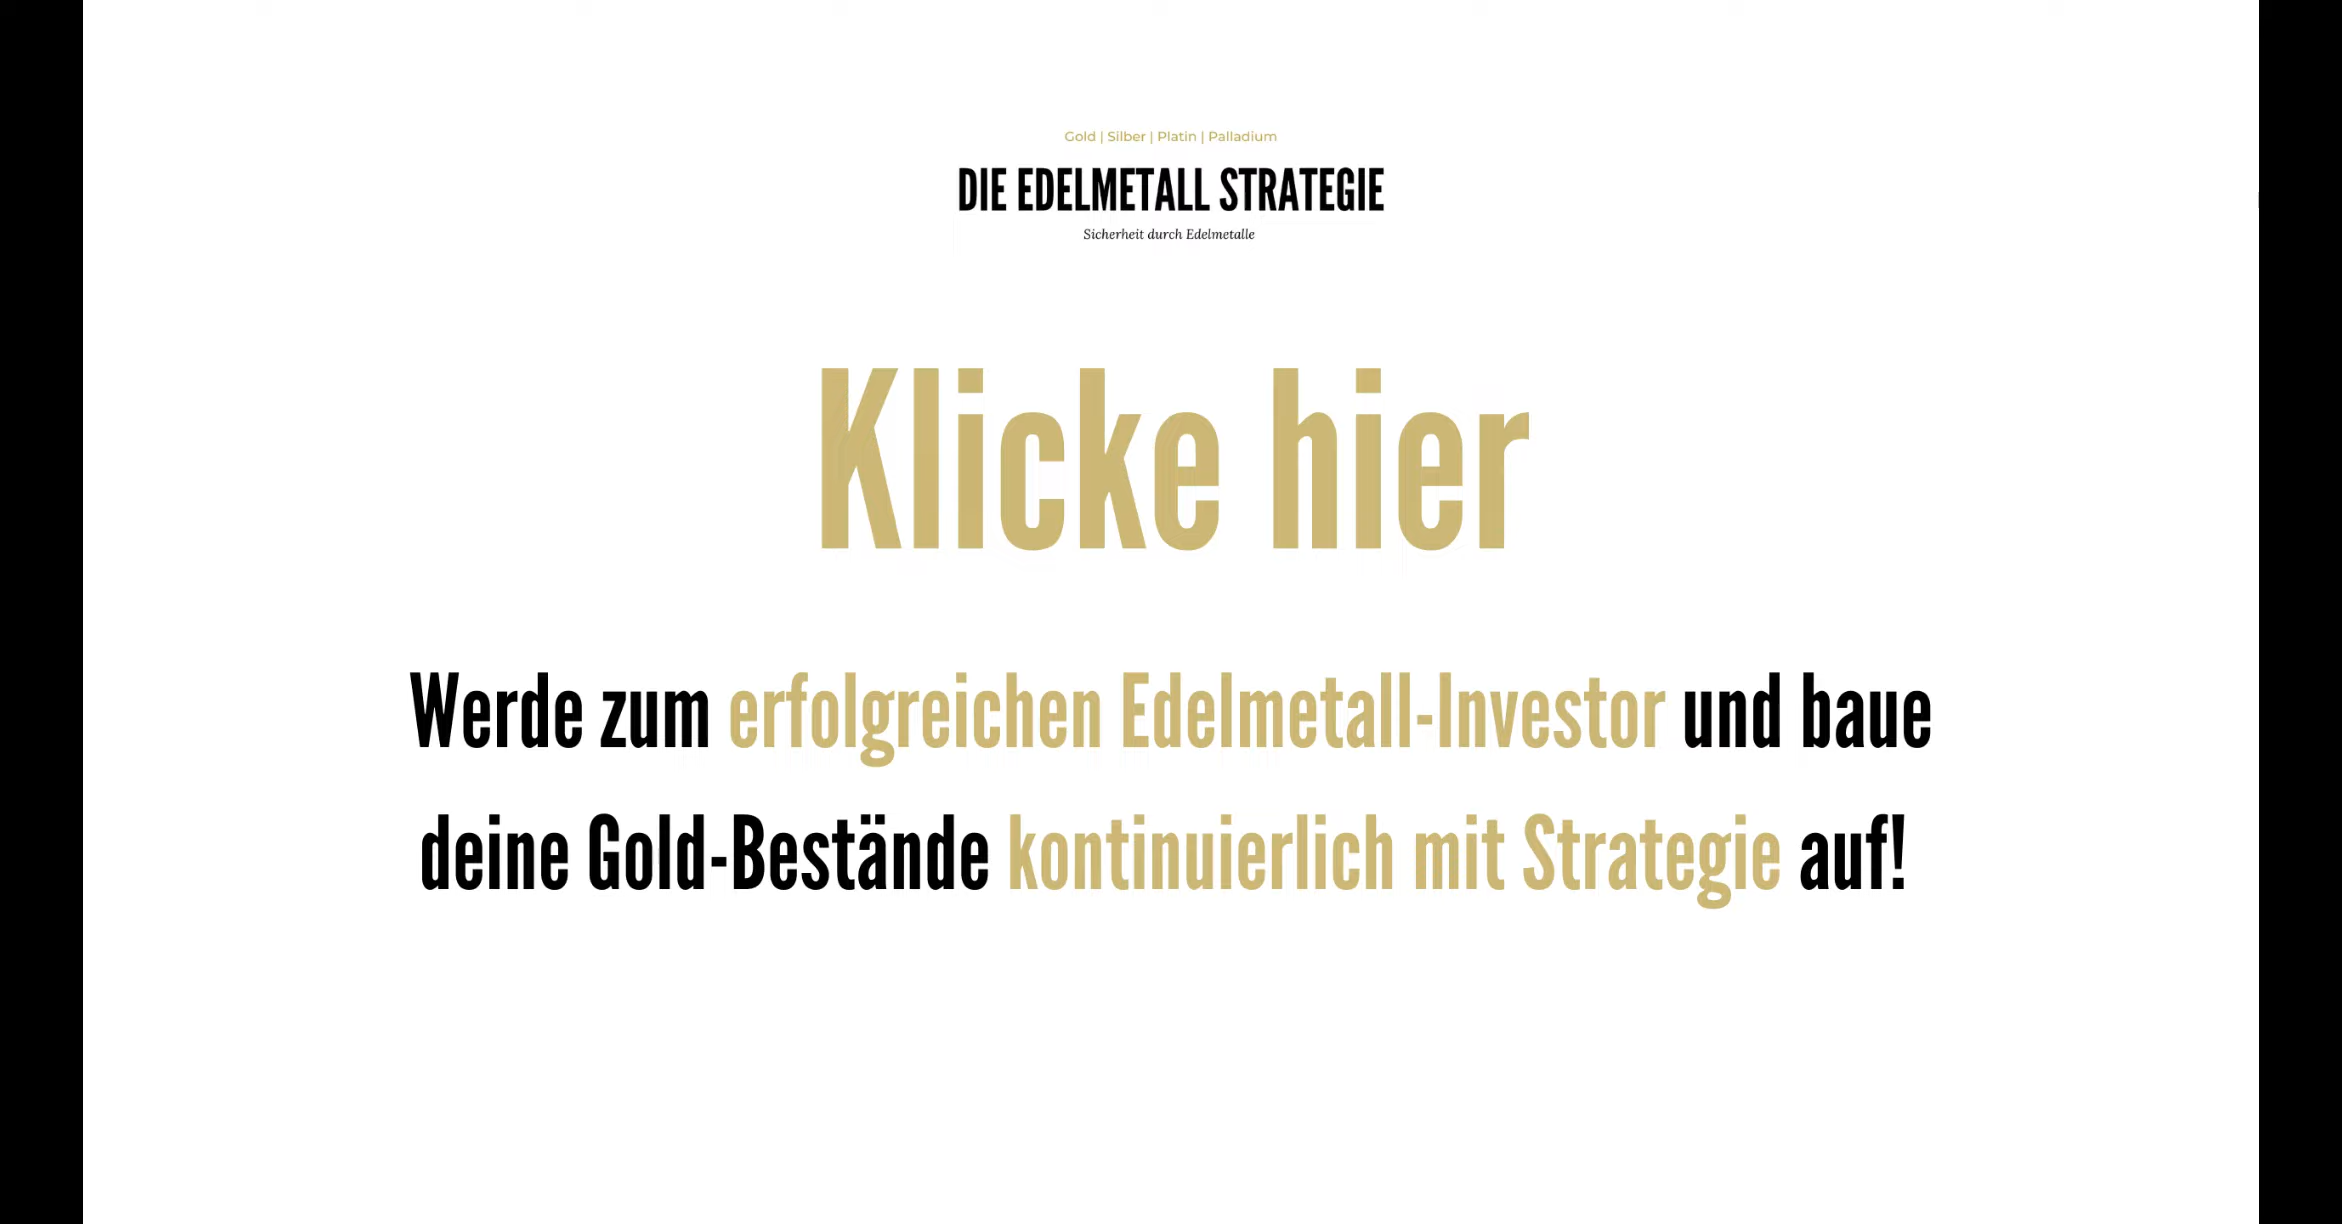 Gold | Silber | Platin | Palladium
DIE EDELMETALL STRATEGIE
Sicherheit durch Edelmetalle
Klicke hier
Werde zum erfolgreichen Edelmetall-Investor und baue
deine Gold-Bestände kontinuierlich mit Strategie auf!